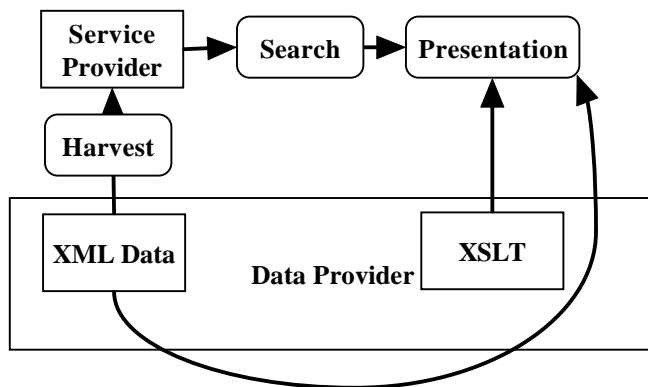 Service
Provider
Search
Presentation
Harvest
XML Data
Data Provider
XSLT